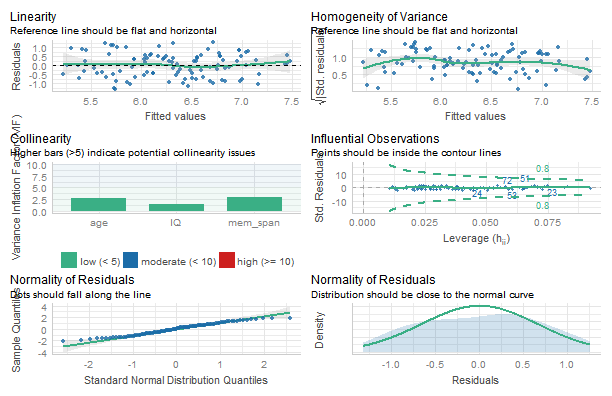 Linearity
Reference line should be flat and horizontal
Residuals
1.0
0.5
0.0
-0.5
-1.0
5.5
6.0
6.5
7.0
7.5
Fitted values
Homogeneity of Variance
Reference line should be flat and horizontal
√|Std. residuals|
1.0
0.5
5.5
6.0
6.5
7.0
7.5
Fitted values
Collinearity
Higher bars (>5) indicate potential collinearity issues
Variance Inflation Factor (VIF)
10.0
7.5
5.0
2.5
0.0
age
IQ
mem_span
low (< 5)
moderate (< 10)
high (>= 10)
Influential Observations
Points should be inside the contour lines
Std. Residuals
10
0
0.8
72
51
24
53
23
0.8
0.000
0.025
0.050
0.075
Leverage (hii)
Normality of Residuals
Dots should fall along the line
Sample Quantiles
4
2
0
-2
-4
-2
-1
0
1
2
Standard Normal Distribution Quantiles
Normality of Residuals
Distribution should be close to the normal curve
Density
-1.0
-0.5
0.0
0.5
1.0
Residuals